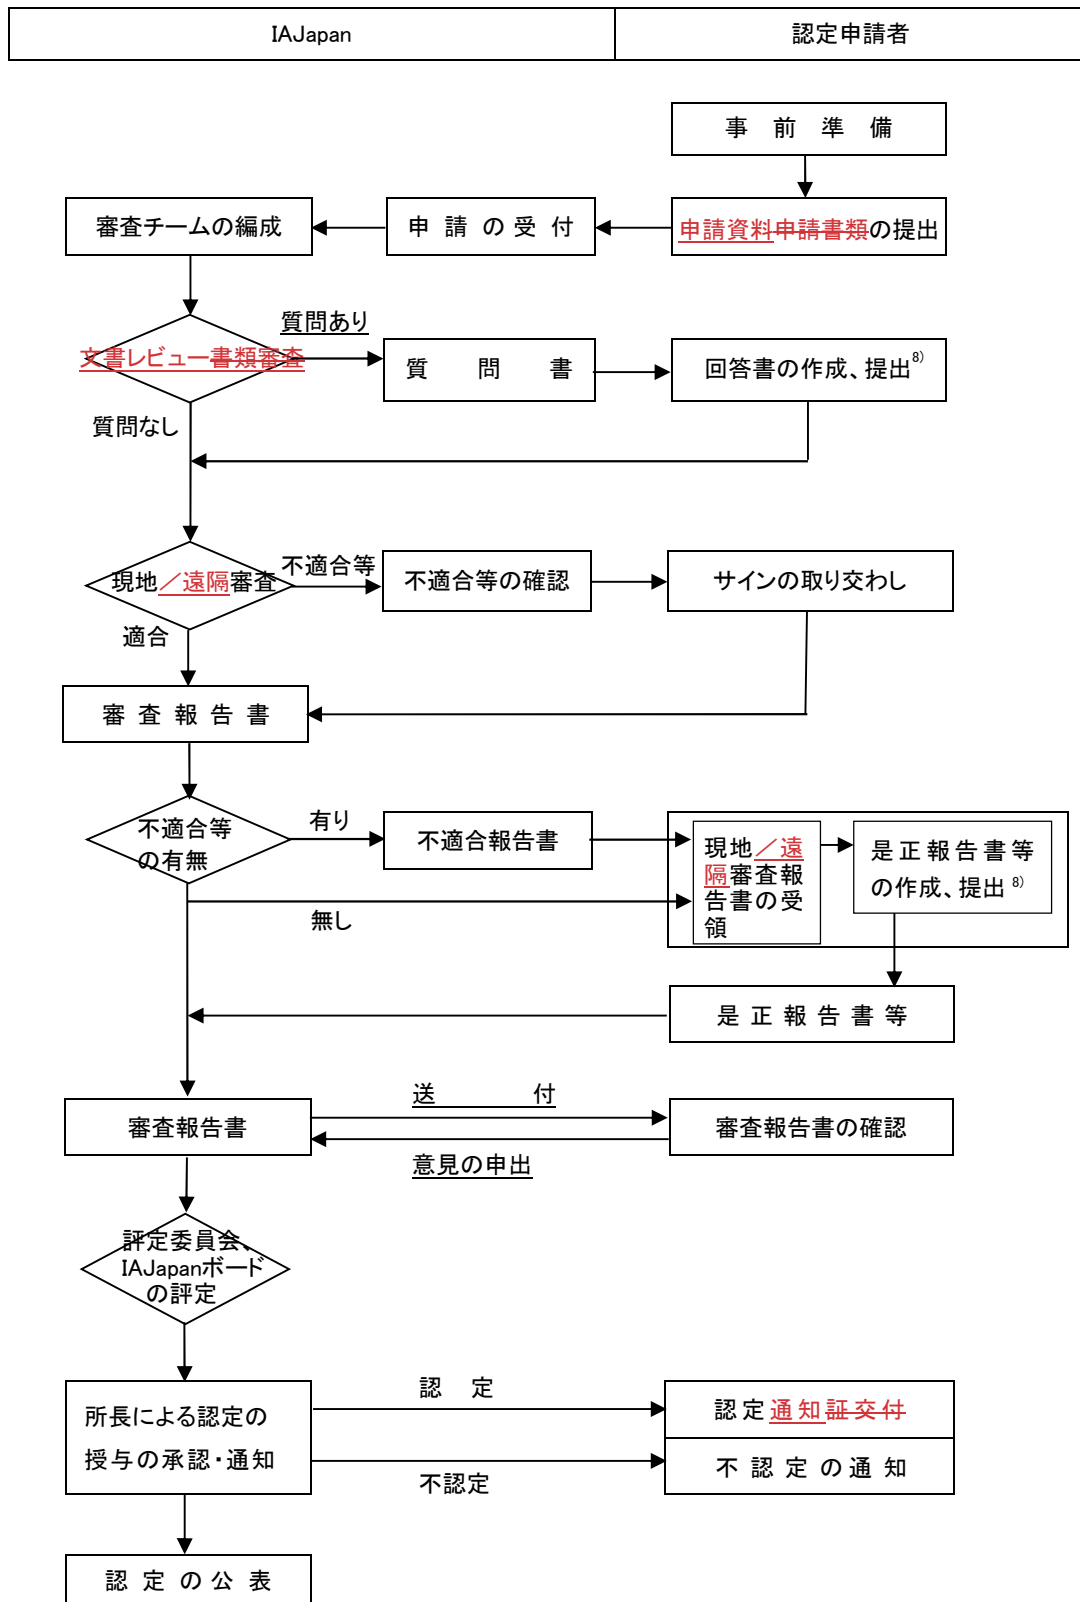 IAJapan
認定申請者
事前準備
審査チームの編成
申請の受付
申請資料申請書類の提出
質問あり
文書レビュー書類審査
質問書
回答書の作成、提出8)
質問なし
現地／遠隔審査
不適合等
不適合等の確認
サインの取り交わし
適合
審査報告書
不適合等
の有無
有り
不適合報告書
現地／遠
隔審査報
告書の受
領
是正報告書等
の作成、提出8)
無し
是正報告書等
送付
審査報告書
審査報告書の確認
意見の申出
評定委員会、
IAJapanボード
の評定
所長による認定の
授与の承認・通知
認定
認定通知証交付
不認定
不認定の通知
認定の公表